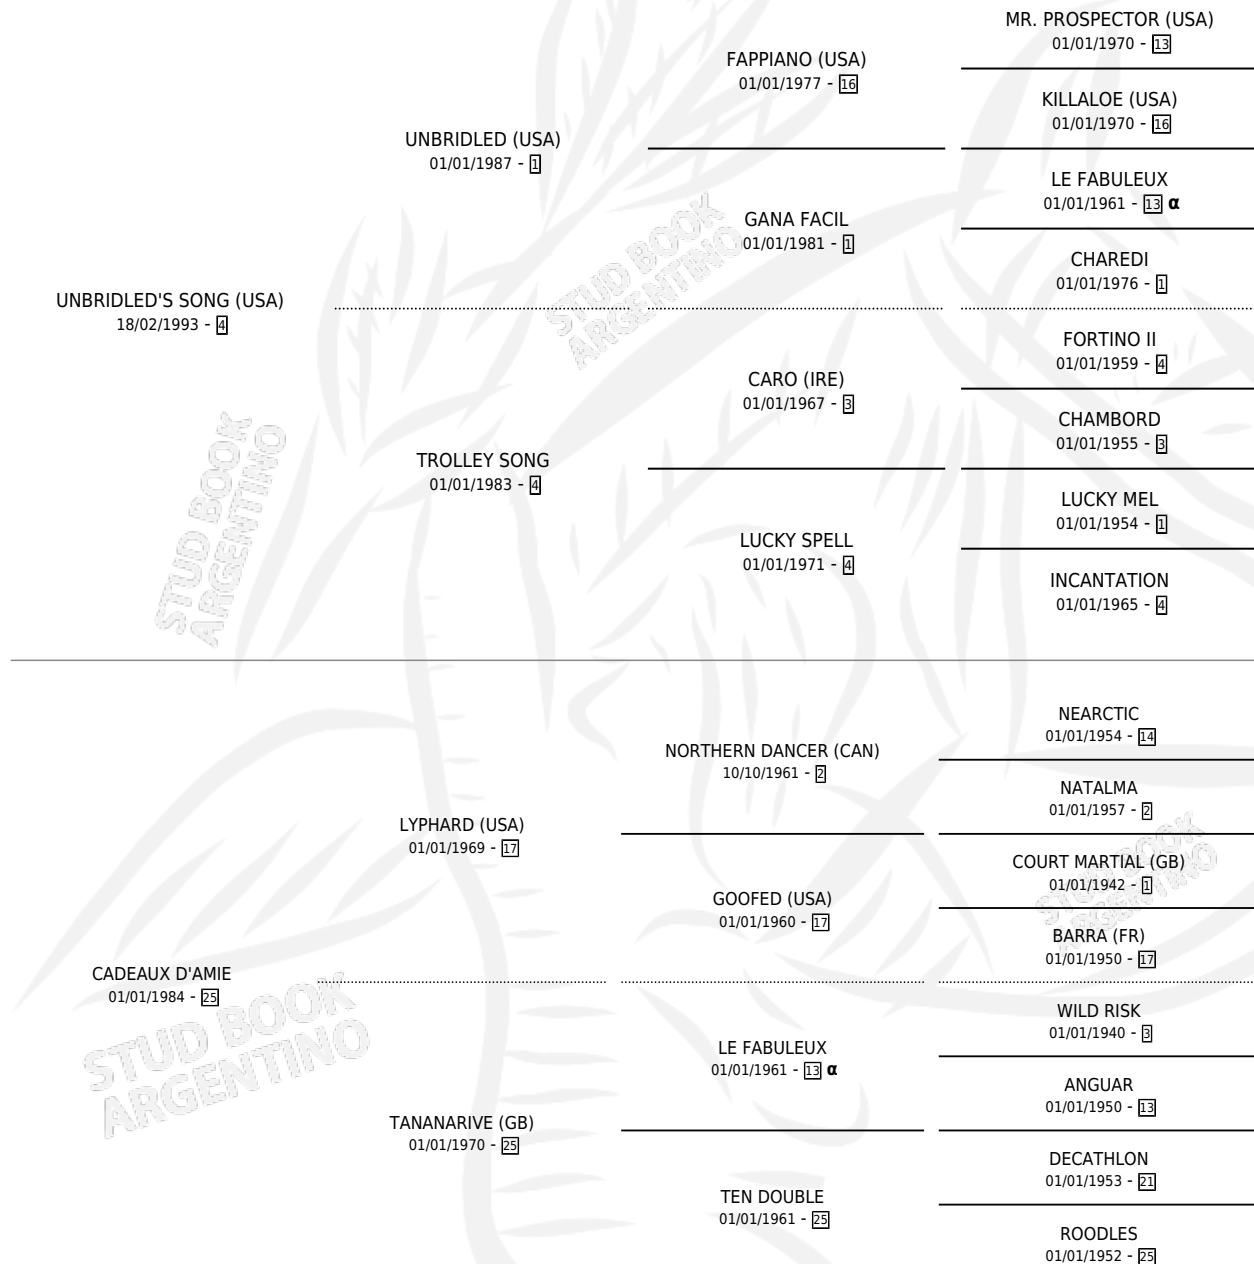 MR. PROSPECTOR (USA)
01/01/1970 - 13
FAPPIANO (USA)
01/01/1977 - 16
KILLALOE (USA)
01/01/1970 - 16
UNBRIDLED (USA)
01/01/1987 - 1
LE FABULEUX
01/01/1961 - 13 α
GANA FACIL
01/01/1981 - 1
CHAREDI
01/01/1976 - 1
UNBRIDLED'S SONG (USA)
18/02/1993 - 4
FORTINO II
01/01/1959 - 4
CARO (IRE)
01/01/1967 - 3
CHAMBORD
01/01/1955 - 3
TROLLEY SONG
01/01/1983 - 4
LUCKY MEL
01/01/1954 - 1
LUCKY SPELL
01/01/1971 - 4
INCANTATION
01/01/1965 - 4
NEARCTIC
01/01/1954 - 14
NORTHERN DANCER (CAN)
10/10/1961 - 2
NATALMA
01/01/1957 - 2
LYPHARD (USA)
01/01/1969 - 17
COURT MARTIAL (GB)
01/01/1942 - 1
GOOFED (USA)
01/01/1960 - 17
BARRA (FR)
01/01/1950 - 17
CADEAUX D'AMIE
01/01/1984 - 25
WILD RISK
01/01/1940 - 3
LE FABULEUX
01/01/1961 - 13 α
ANGUAR
01/01/1950 - 13
TANANARIVE (GB)
01/01/1970 - 25
DECATHLON
01/01/1953 - 21
TEN DOUBLE
01/01/1961 - 25
ROODLES
01/01/1952 - 25
STUD BOOK
ARGENTINO
STUD BOOK
ARGENTINO
STUD BOOK
ARGENTINO
STUD BOOK
ARGENTINO